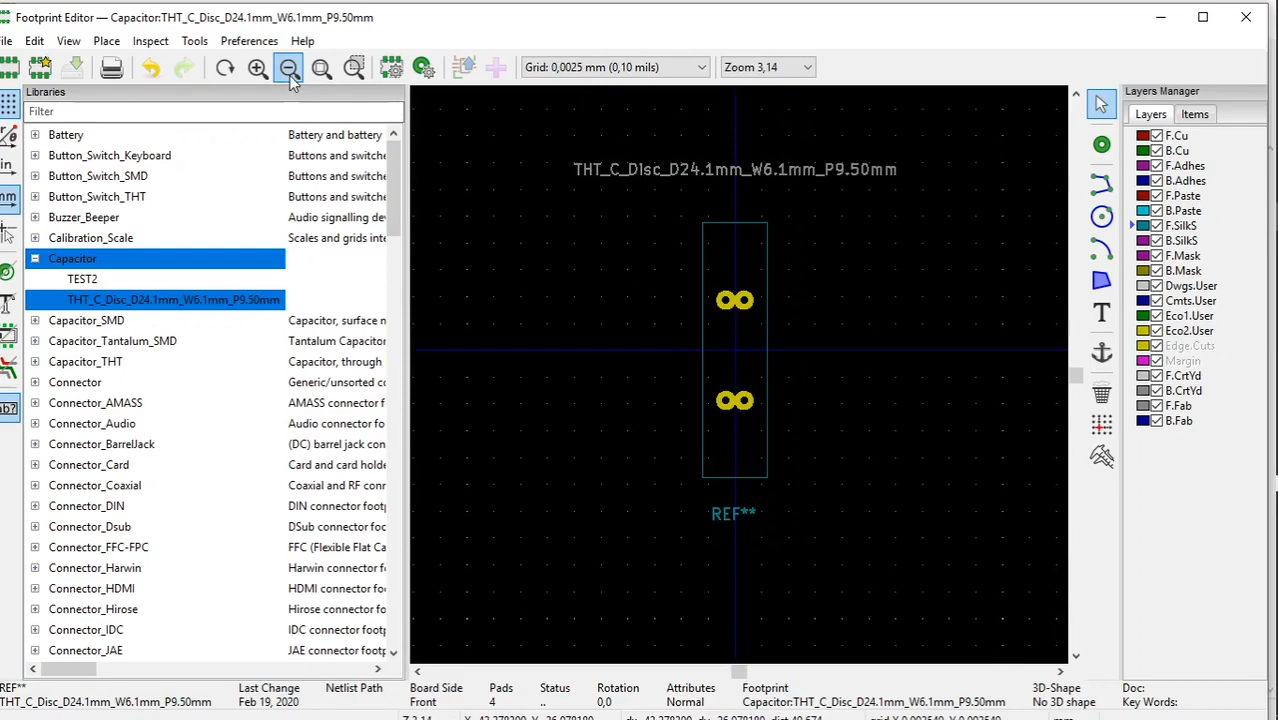 Footprint Editor — Capacitor:THT_C_Disc_D24.1mm_W6.1mm_P9.50mm
ile Edit View Place Inspect Tools Preferences Help
Grid: 0,0025 mm (0,10 mils) Zoom 3,14
Libraries
Filter
Battery Battery and battery
Button_Switch_Keyboard Buttons and switche
Button_Switch_SMD Buttons and switche
Button_Switch_THT Buttons and switche
Buzzer_Beeper Audio signalling de
Calibration_Scale Scales and grids inte
Capacitor
TEST2
THT_C_Disc_D24.1mm_W6.1mm_P9.50mm
Capacitor_SMD Capacitor, surface n
Capacitor_Tantalum_SMD Tantalum Capacitor
Capacitor_THT Capacitor, through
Connector Generic/unsorted cc
Connector_AMASS AMASS connector f
Connector_Audio Audio connector fo
Connector_BarrelJack (DC) barrel jack con
Connector_Card Card and card holde
Connector_Coaxial Coaxial and RF conn
Connector_DIN DIN connector footp
Connector_Dsub DSub connector foc
Connector_FFC-FPC FFC (Flexible Flat Ca
Connector_Harwin Harwin connector fo
Connector_HDMI HDMI connector foo
Connector_Hirose Hirose connector fo
Connector_IDC IDC connector footp
Connector_JAE JAE connector footp
in
mm
ab?
THT_C_Disc_D24.1mm_W6.1mm_P9.50mm
REF**
Layers Manager
Layers Items
F.Cu
B.Cu
F.Adhes
B.Adhes
F.Paste
B.Paste
F.SilkS
B.SilkS
F.Mask
B.Mask
Dwgs.User
Cmts.User
Eco1.User
Eco2.User
Edge.Cuts
Margin
F.CrtYd
B.CrtYd
F.Fab
B.Fab
REF** Last Change Netlist Path Board Side Pads Status Rotation Attributes Footprint 3D-Shape Doc:
THT_C_Disc_D24.1mm_W6.1mm_P9.50mm Feb 19, 2020 Front 4 .. 0,0 Normal Capacitor:THT_C_Disc_D24.1mm_W6.1mm_P9.50mm No 3D shape Key Words: